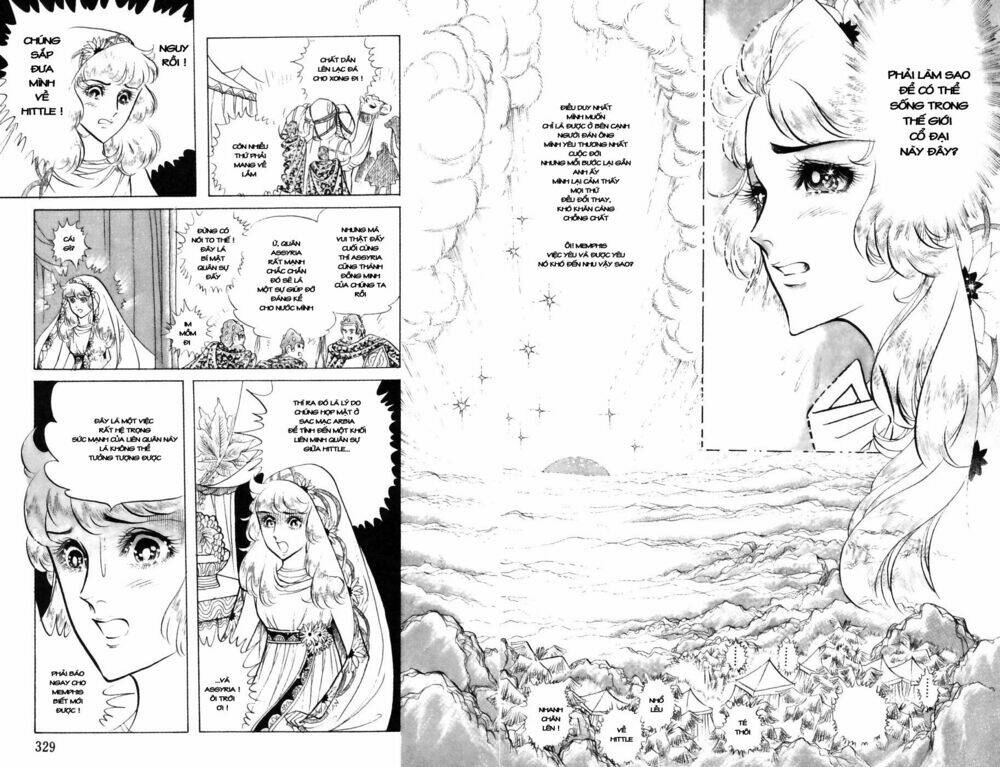 PHẢI LÀM SAO
ĐỂ CÓ THỂ
SỐNG TRONG
THẾ GIỚI
CỔ ĐẠI
NÀY ĐÂY?
ĐIỀU DUY NHẤT
MÌNH MUỐN
CHỈ LÀ ĐƯỢC Ở BÊN CẠNH
NGƯỜI ĐÀN ÔNG
MÌNH YÊU THƯƠNG NHẤT
CUỘC ĐỜI
NHƯNG MỖI BƯỚC LẠI GẦN
ANH ẤY
MÌNH LẠI CẢM THẤY
MỌI THỨ
ĐỀU ĐỔI THAY,
KHÓ KHĂN CÀNG
CHỒNG CHẤT
ÔI! MEMPHIS
VIỆC YÊU VÀ ĐƯỢC YÊU
NÓ KHÓ ĐẾN NHƯ VẬY SAO?
TÉ
THÔI
NHỔ
LỀU
VỀ HITTLE
NHANH
CHÂN
LÊN !
CHẤT DẦN
LÊN LẠC ĐÀ
CHO XONG ĐI !
CÒN NHIỀU
THỨ PHẢI
MANG VỀ
LẮM
NGUY
RỒI !
CHÚNG
SẮP
ĐƯA
MÌNH
VỀ
HITTLE !
NHƯNG MÀ
VUI THẬT ĐẤY
CUỐI CÙNG
THÌ ASSYRIA
CŨNG THÀNH
ĐỒNG MINH
CỦA CHÚNG TA
RỒI
Ừ, QUÂN
ASSYRIA
RẤT MẠNH
CHẮC CHẮN
ĐÓ SẼ LÀ
MỘT SỰ GIÚP ĐỠ
ĐÁNG KỂ
CHO NƯỚC MÌNH
ĐỪNG CÓ
NÓI TO THẾ !
ĐÂY LÀ
BÍ MẬT
QUÂN SỰ
ĐẤY
IM
MỒM
ĐI
CÁI
GÌ?
THÌ RA ĐÓ LÀ LÝ DO
CHÚNG HỌP MẶT Ở
SAC MẠC ARBIA
ĐỂ TÍNH ĐẾN MỘT KHỐI
LIÊN MINH QUÂN SỰ
GIỮA HITTLE...
...VÀ
ASSYRIA !
ÔI TRỜI
ƠI !
ĐÂY LÀ MỘT VIỆC
RẤT HỆ TRỌNG
SỨC MẠNH CỦA LIÊN QUÂN NÀY
LÀ KHÔNG THỂ
TƯỞNG TƯỢNG ĐƯỢC
PHẢI BÁO
NGAY CHO
MEMPHIS
BIẾT MỚI
ĐƯỢC !
329